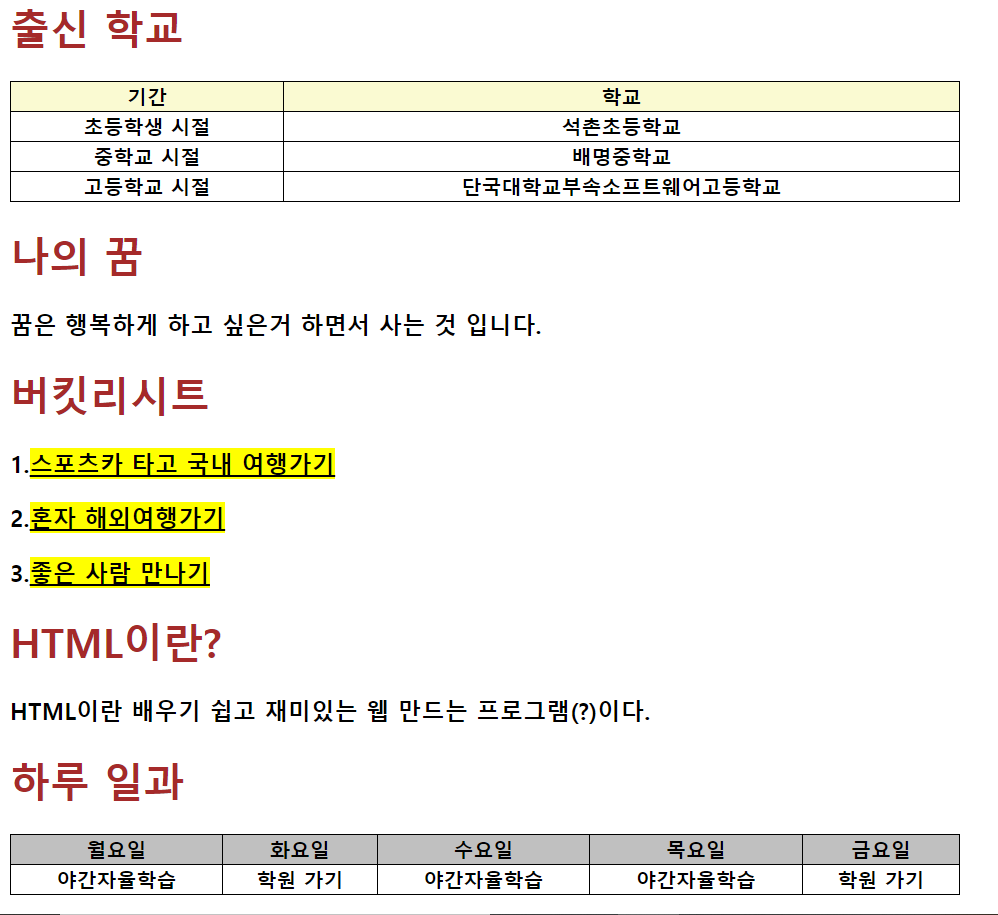 출신 학교
기간 학교
초등학생 시절 석촌초등학교
중학교 시절 배명중학교
고등학교 시절 단국대학교부속소프트웨어고등학교
나의 꿈
꿈은 행복하게 하고 싶은거 하면서 사는 것 입니다.
버킷리시트
1.스포츠카 타고 국내 여행가기
2.혼자 해외여행가기
3.좋은 사람 만나기
HTML이란?
HTML이란 배우기 쉽고 재미있는 웹 만드는 프로그램(?)이다.
하루 일과
월요일 화요일 수요일 목요일 금요일
야간자율학습 학원 가기 야간자율학습 야간자율학습 학원 가기